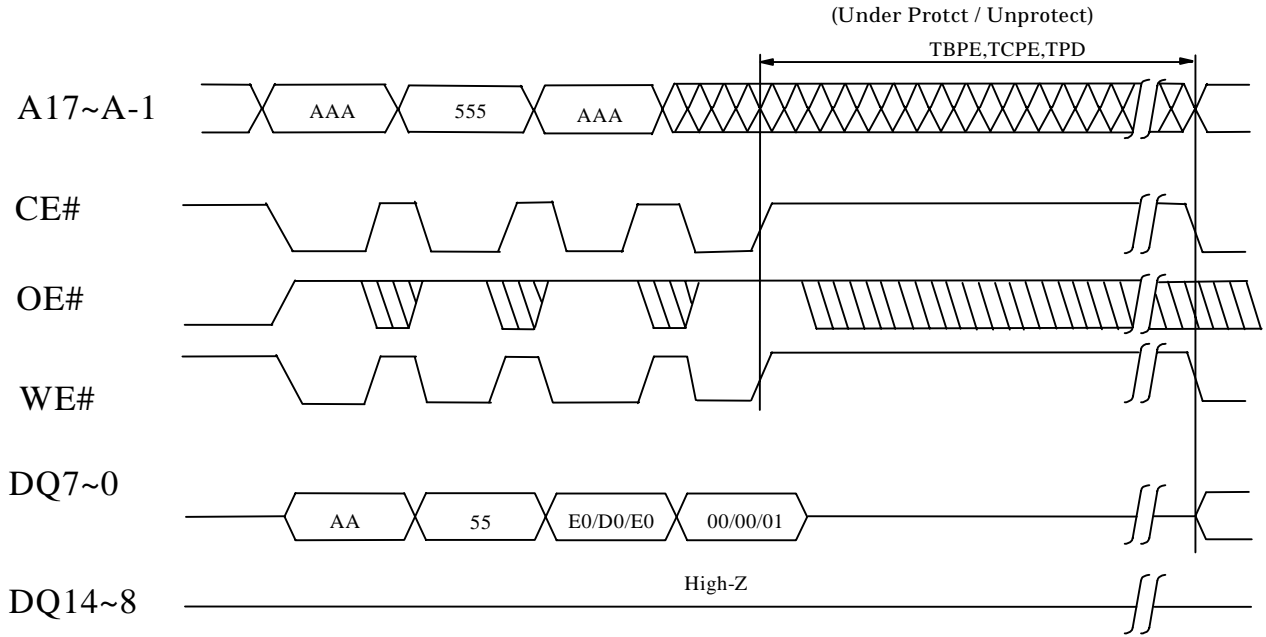 (Under Protct / Unprotect)
TBPE,TCPE,TPD
A17~A-1
AAA
555
AAA
CE#
OE#
WE#
DQ7~0
AA
55
E0/D0/E0
00/00/01
High-Z
DQ14~8